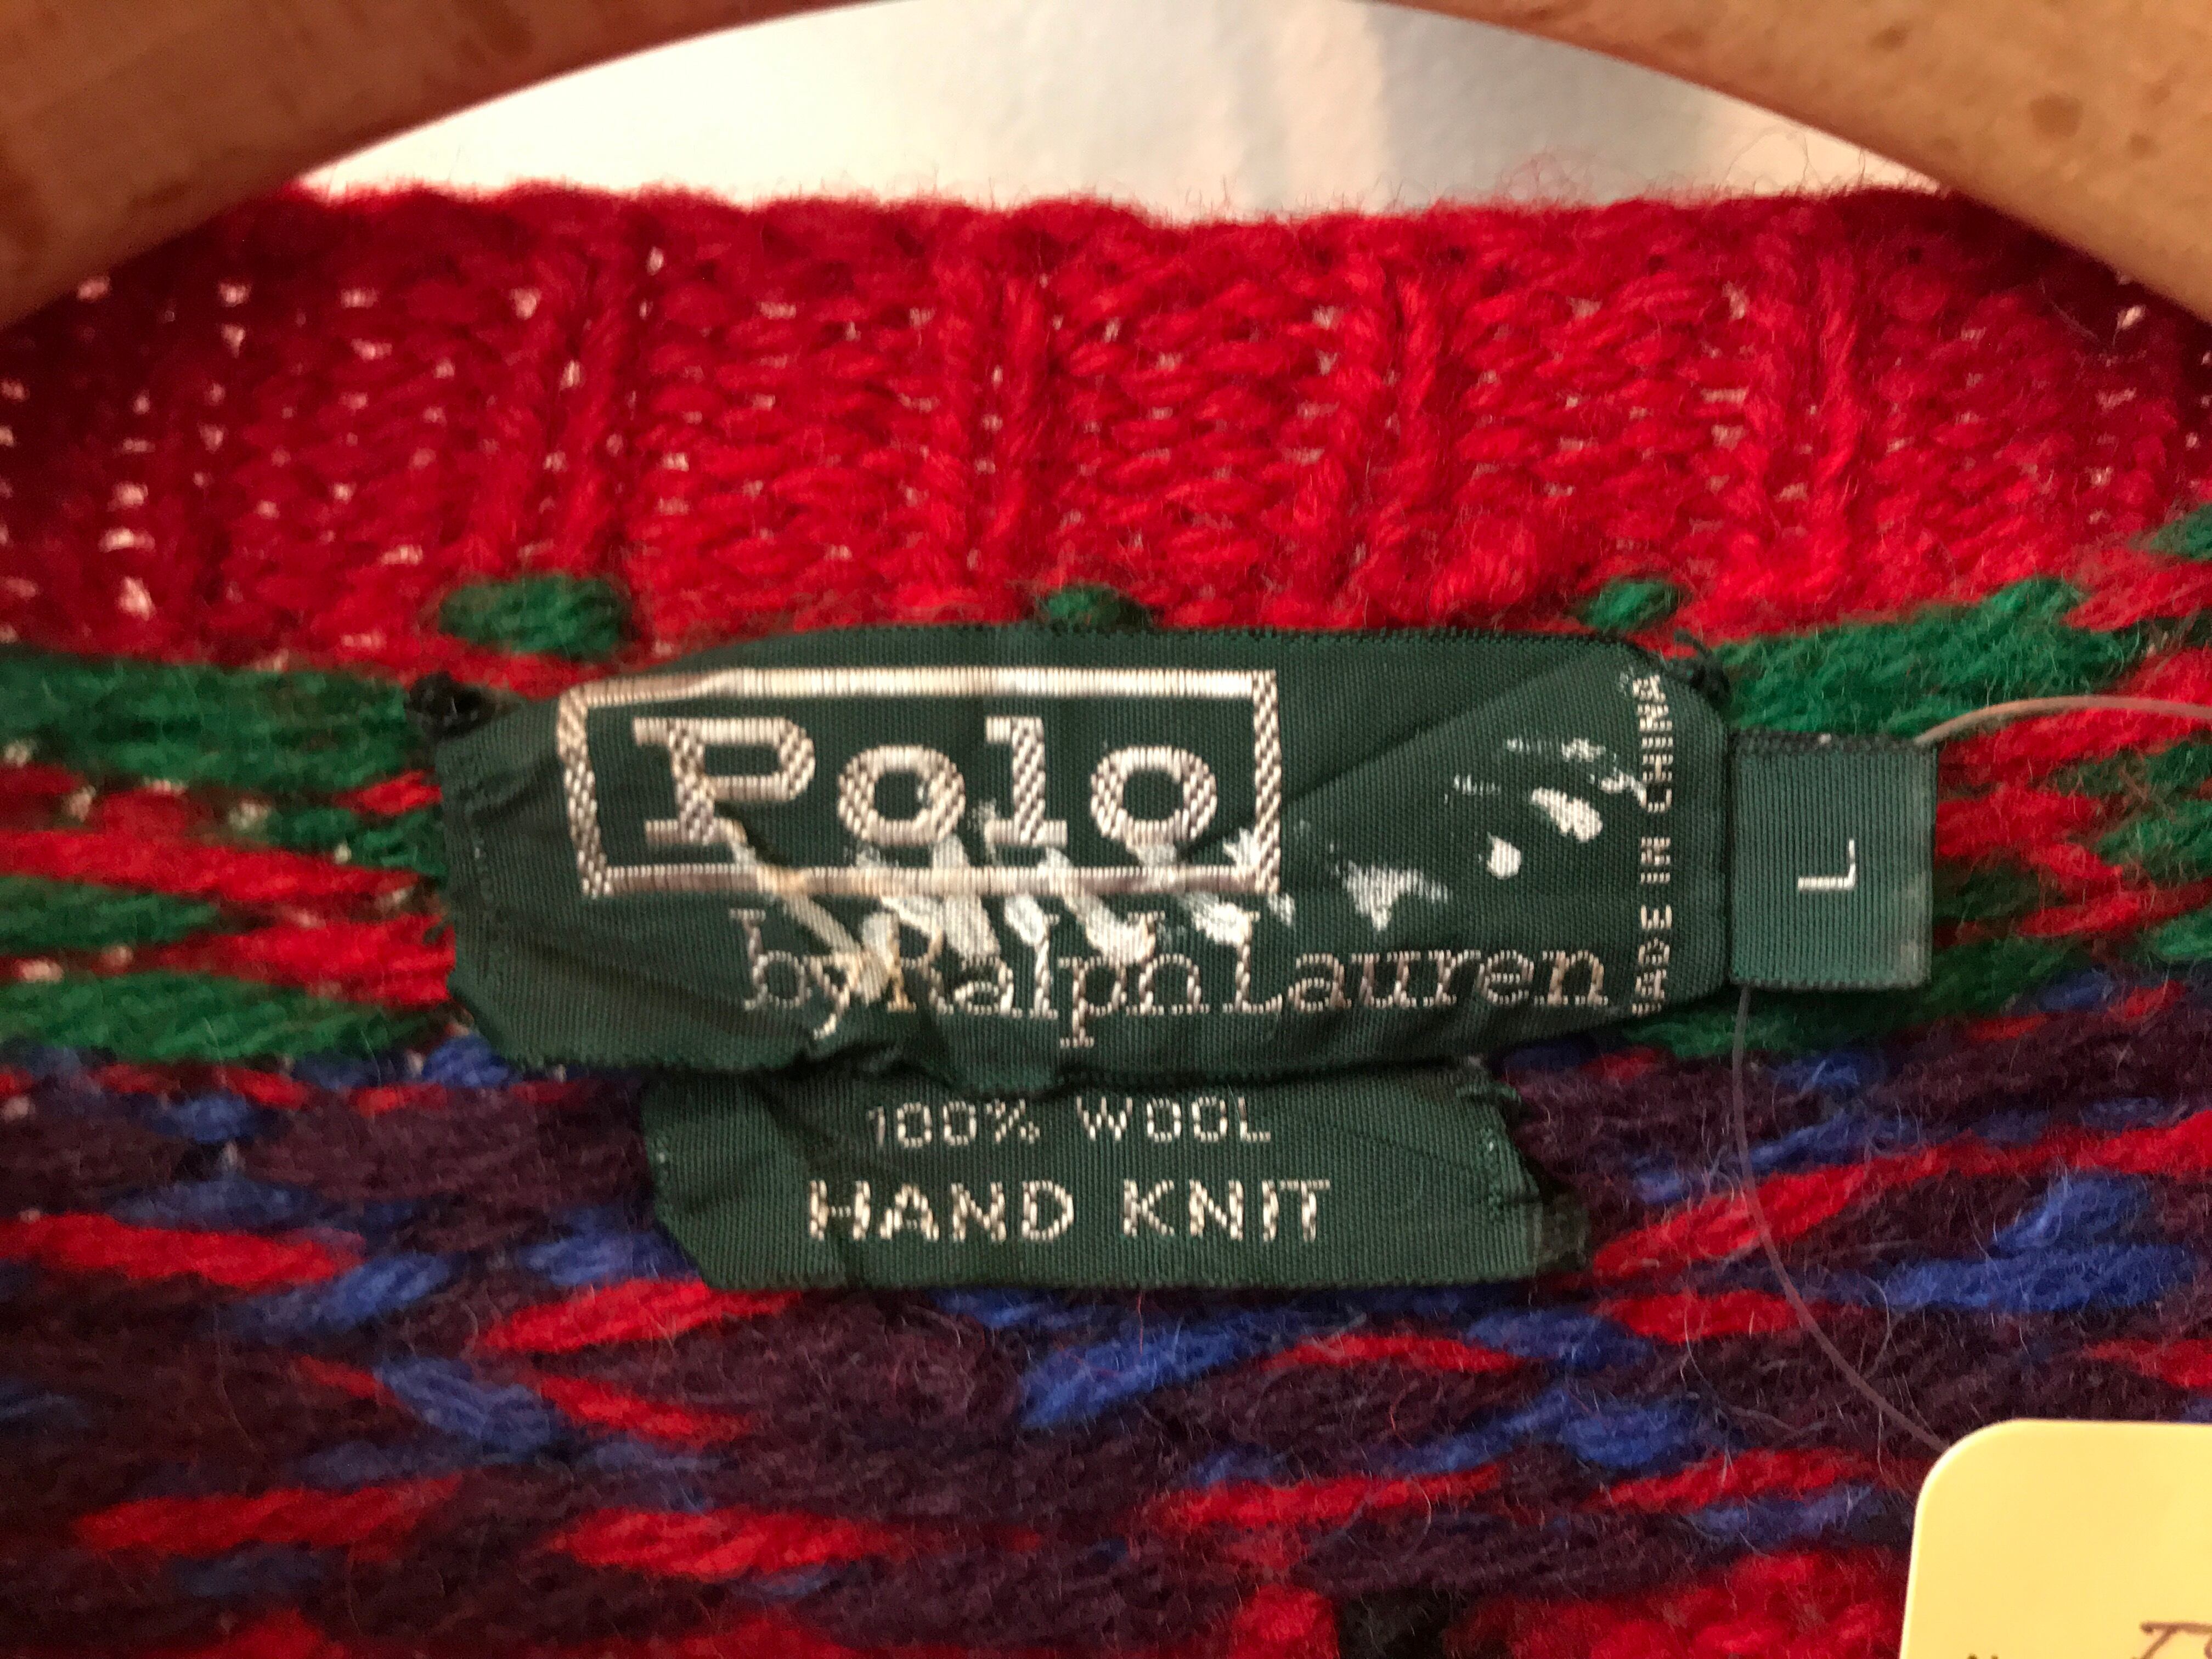 Polo
by Ralph Lauren
MADE IN CHINA
L
100% WOOL
HAND KNIT